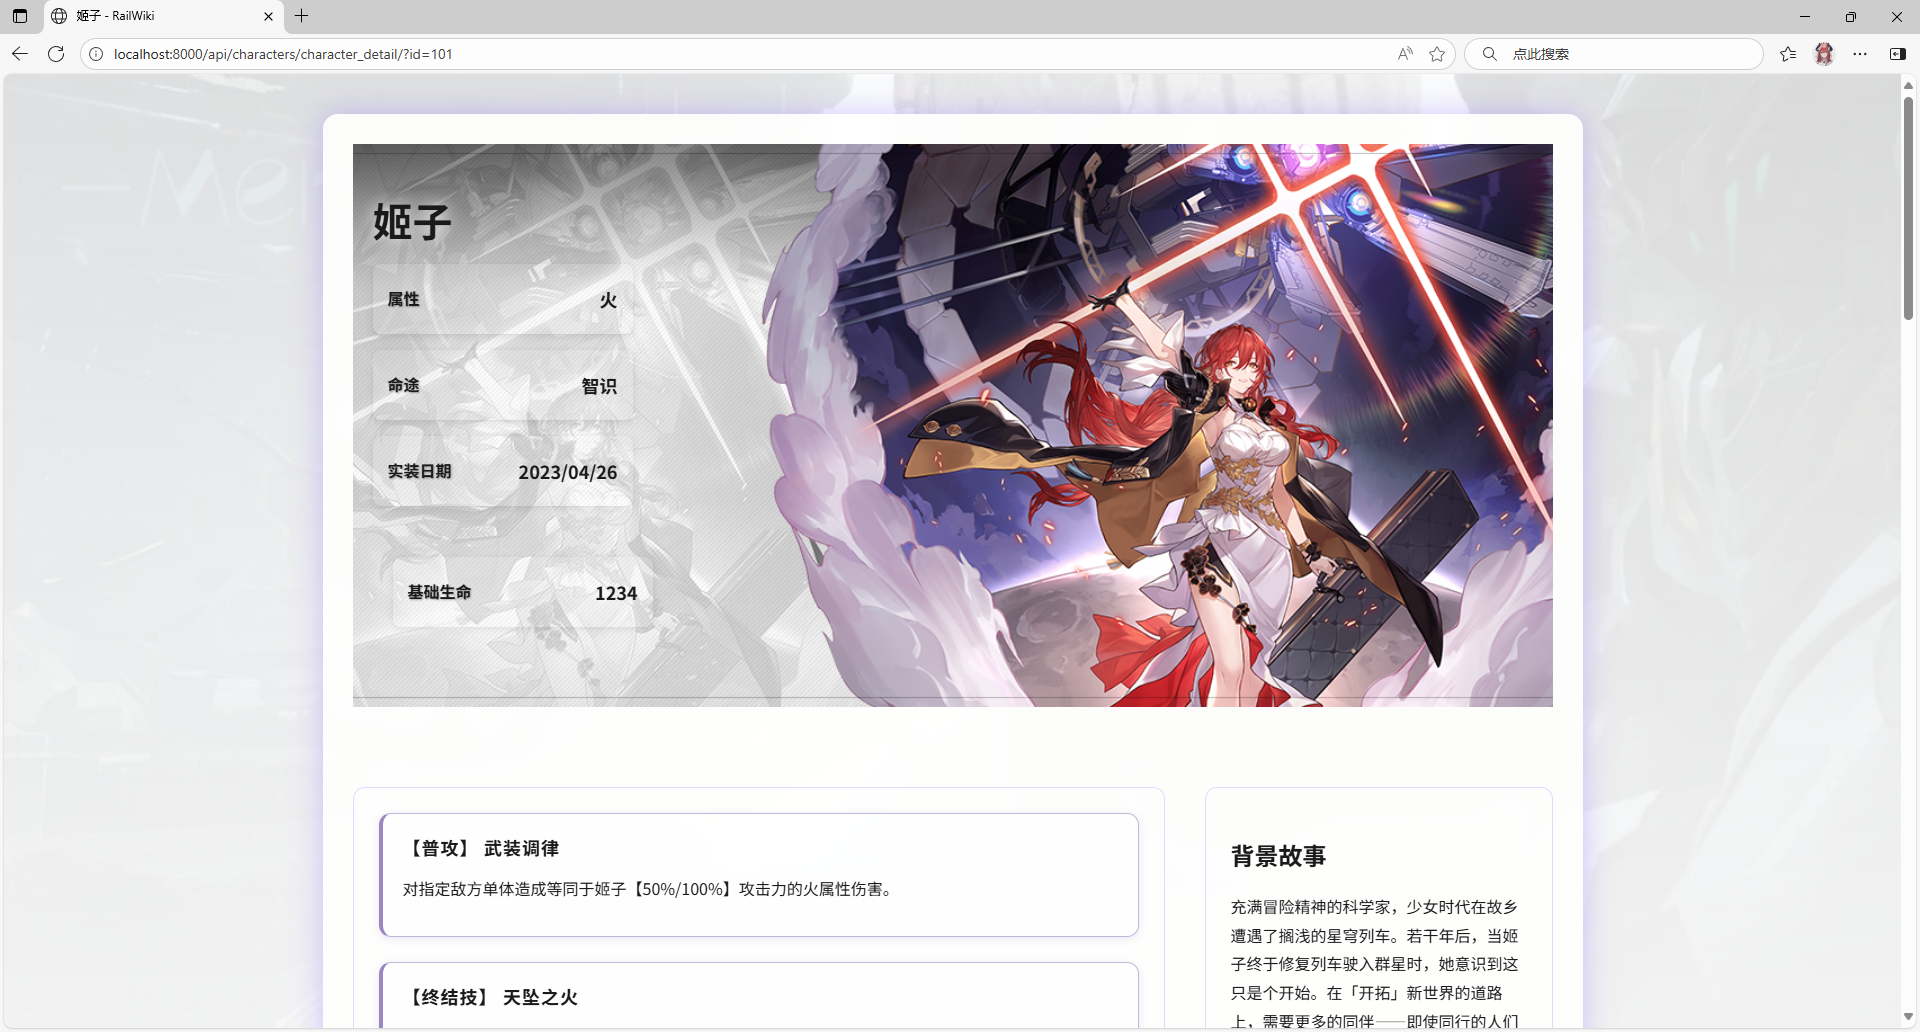 姬子 - RailWiki
localhost:8000/api/characters/character_detail/?id=101
点此搜索
姬子
属性 火
命途 智识
实装日期 2023/04/26
基础生命 1234
【普攻】 武装调律
对指定敌方单体造成等同于姬子【50%/100%】攻击力的火属性伤害。
【终结技】 天坠之火
背景故事
充满冒险精神的科学家，少女时代在故乡
遭遇了搁浅的星穹列车。若干年后，当姬
子终于修复列车驶入群星时，她意识到这
只是个开始。在「开拓」新世界的道路
上，需要更多的同伴——即使同行的人们